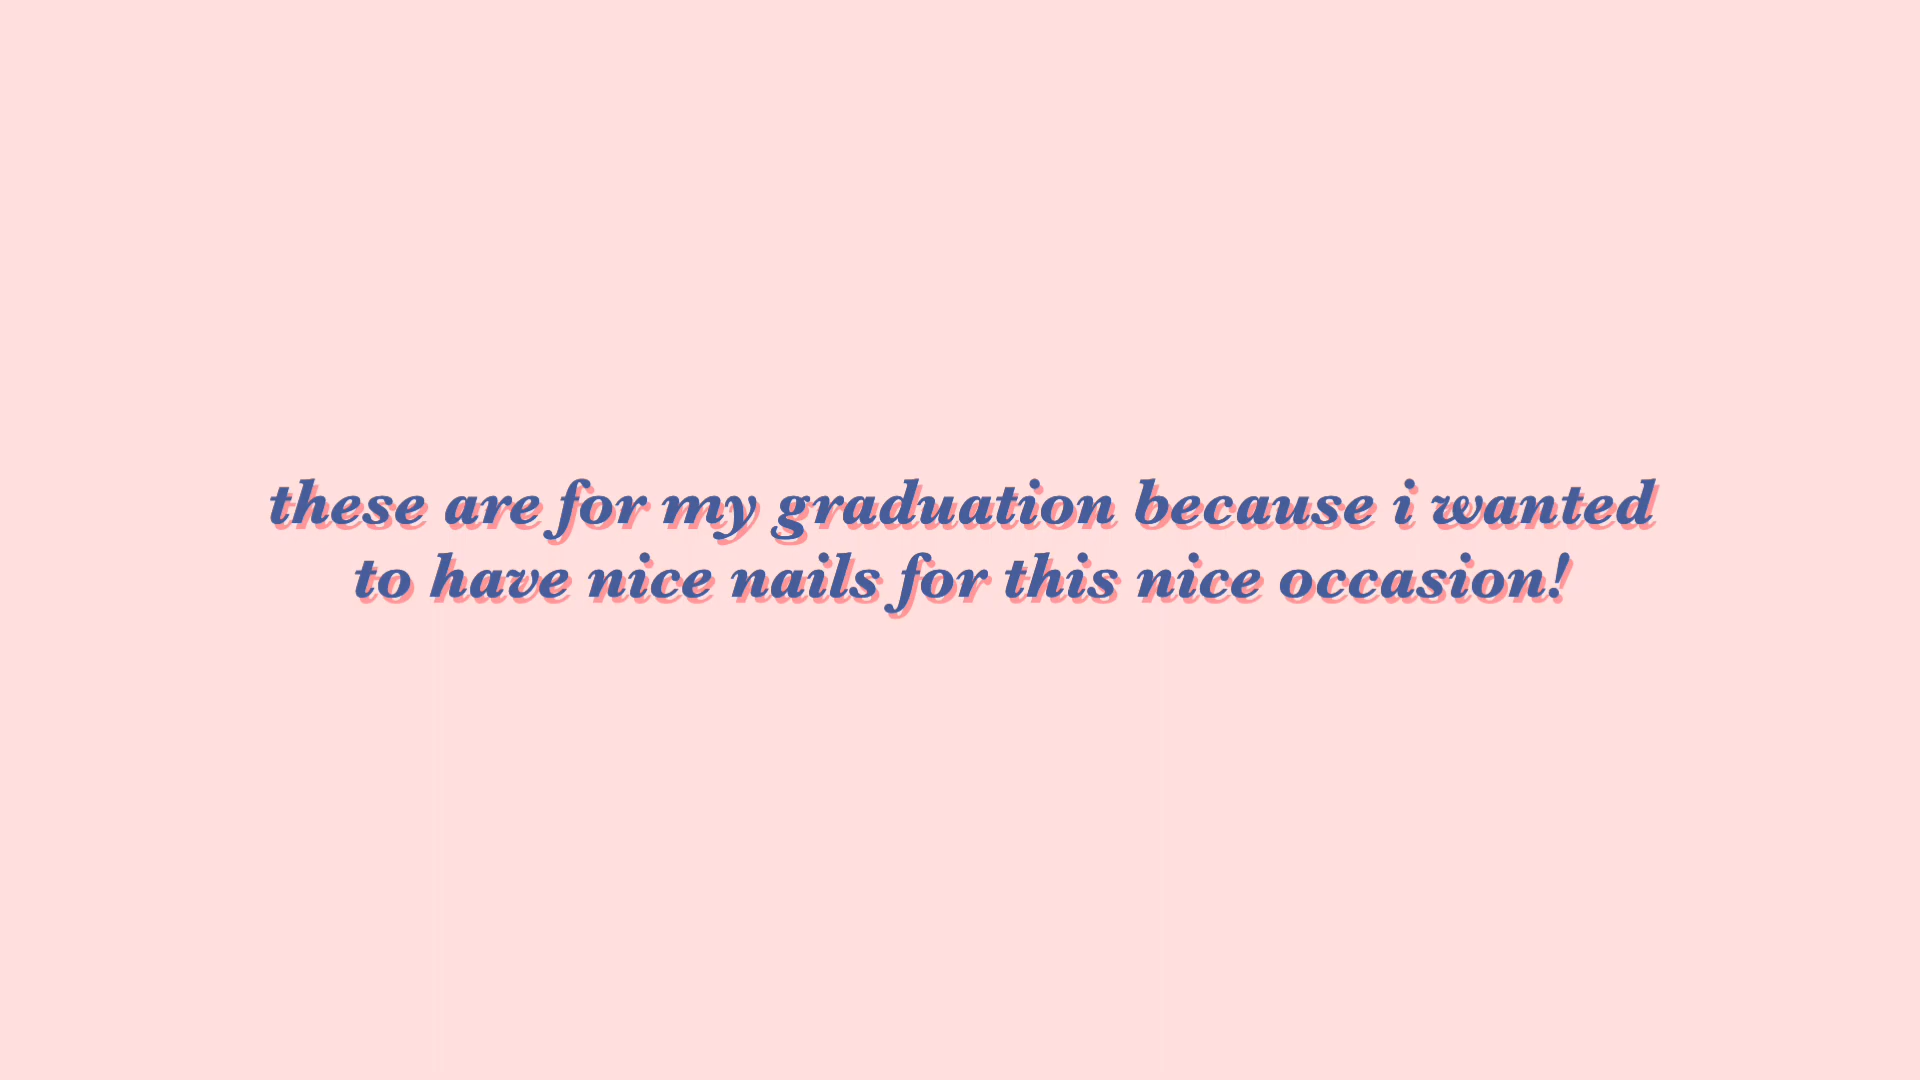 these are for my graduation because i wanted
to have nice nails for this nice occasion!